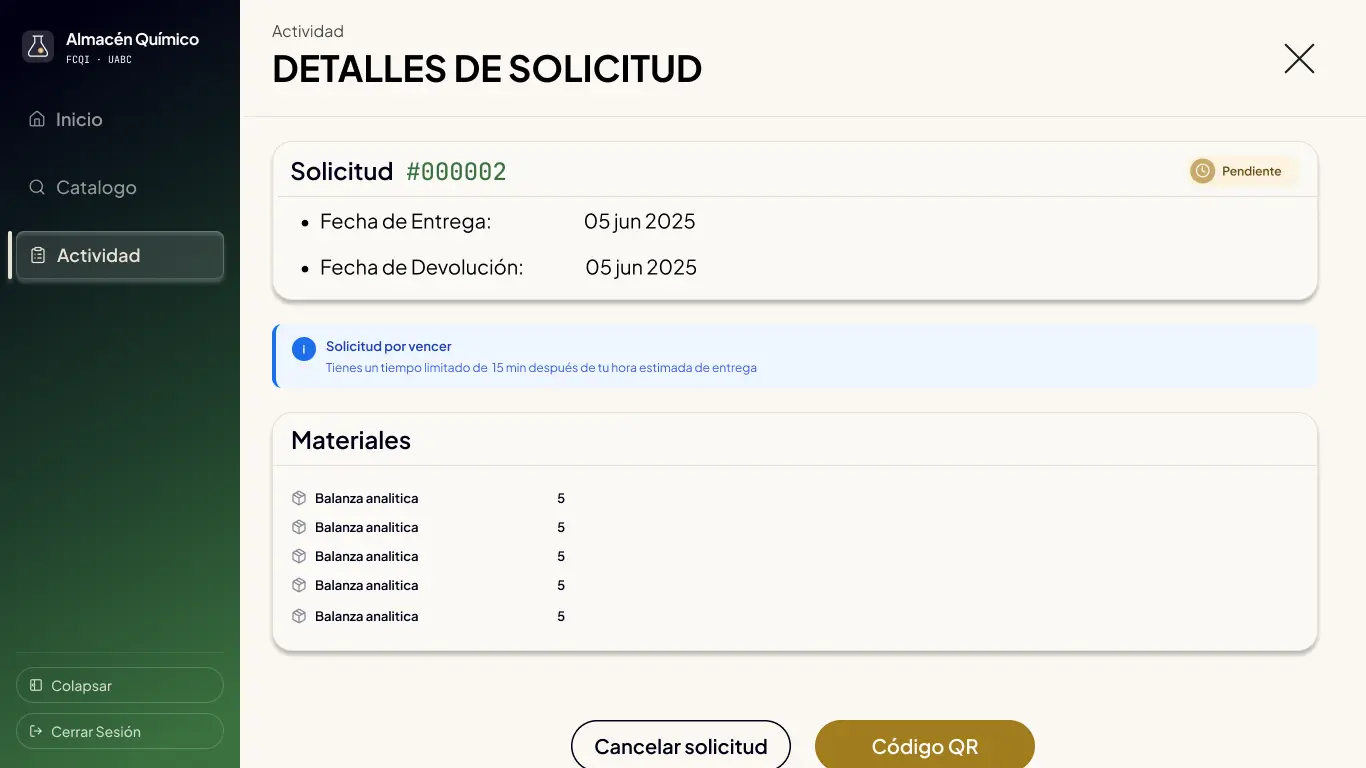 Almacén Químico
FCQI · UABC
Inicio
Catalogo
Actividad
Colapsar
Cerrar Sesión
Actividad
DETALLES DE SOLICITUD
Solicitud #000002
Pendiente
• Fecha de Entrega: 05 jun 2025
• Fecha de Devolución: 05 jun 2025
i
Solicitud por vencer
Tienes un tiempo limitado de 15 min después de tu hora estimada de entrega
Materiales
Balanza analitica 5
Balanza analitica 5
Balanza analitica 5
Balanza analitica 5
Balanza analitica 5
Cancelar solicitud
Código QR